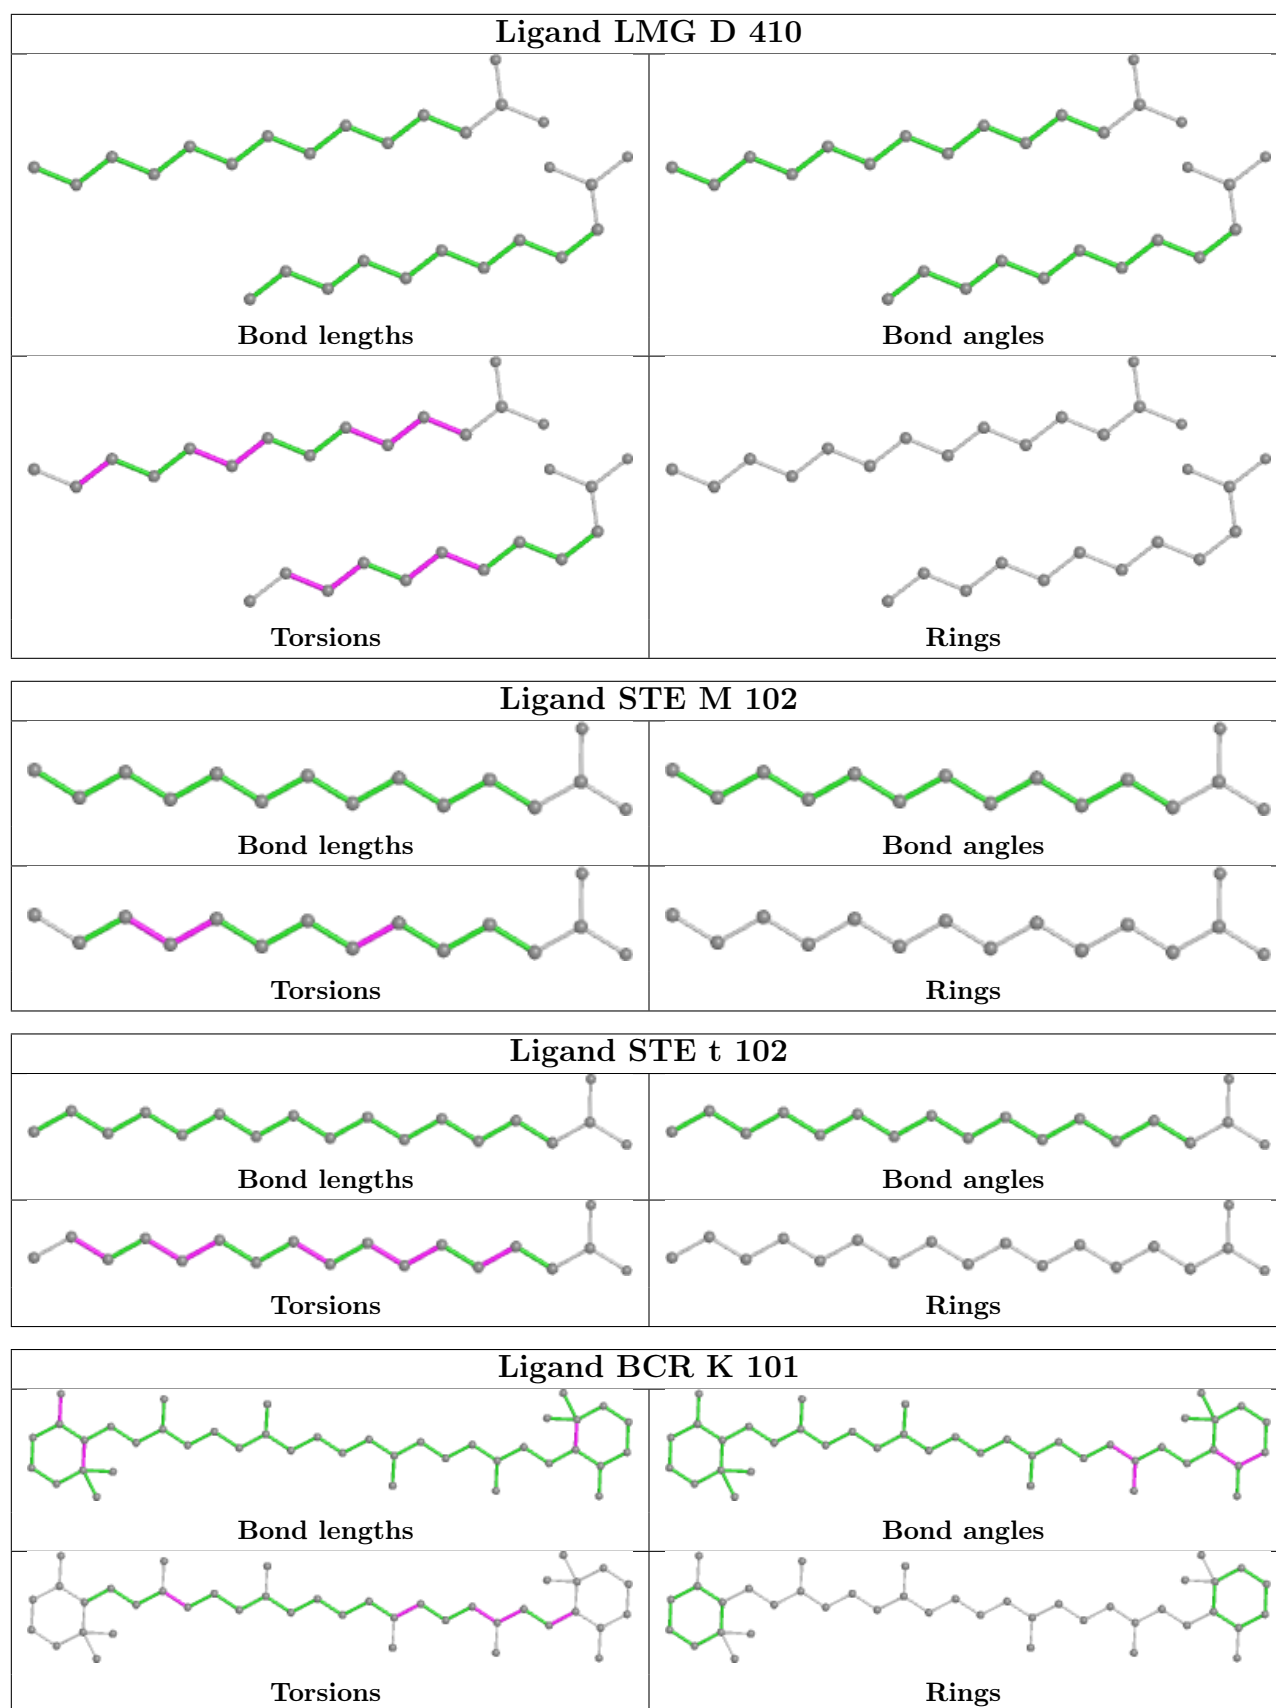 Ligand LMG D 410
Bond lengths
Bond angles
Torsions
Rings
Ligand STE M 102
Bond lengths
Bond angles
Torsions
Rings
Ligand STE t 102
Bond lengths
Bond angles
Torsions
Rings
Ligand BCR K 101
Bond lengths
Bond angles
Torsions
Rings